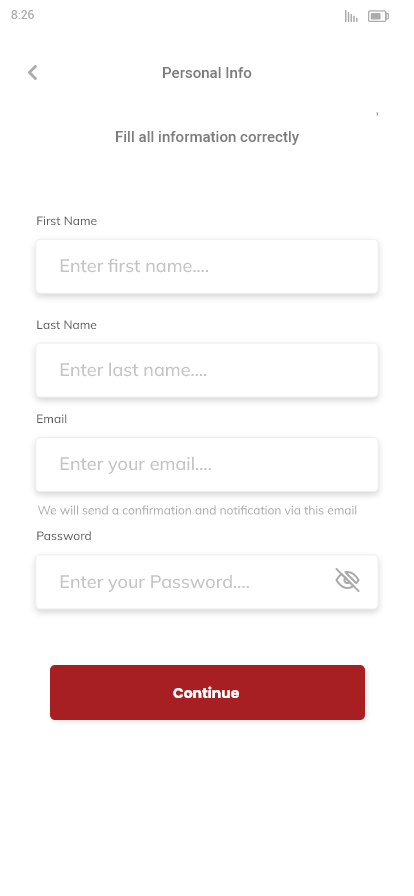 8:26
Personal Info
Fill all information correctly
First Name
Enter first name....
Last Name
Enter last name....
Email
Enter your email....
We will send a confirmation and notification via this email
Password
Enter your Password....
Continue